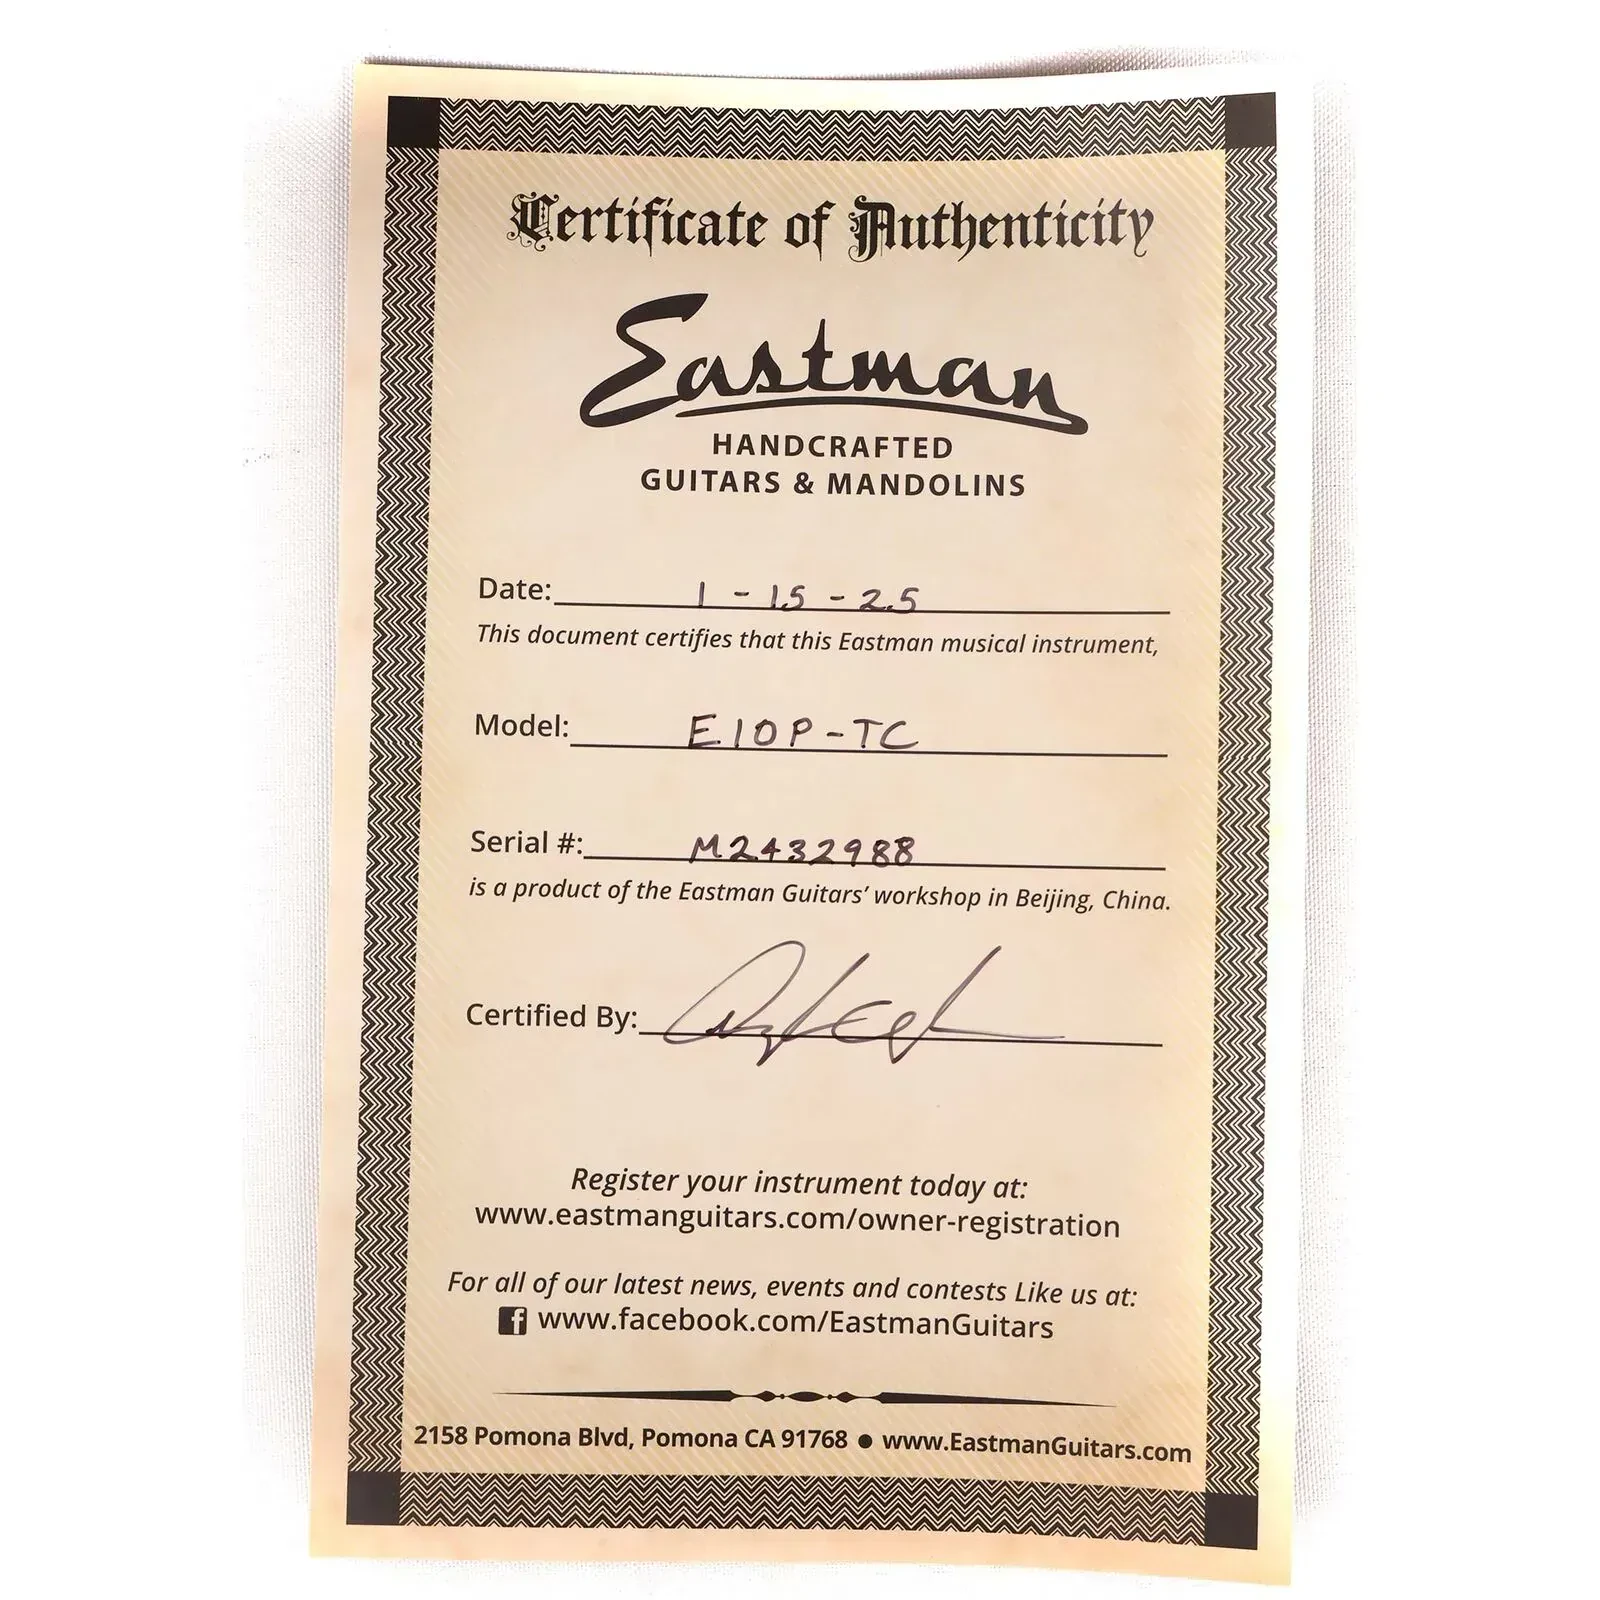 Certificate of Authenticity
Eastman
HANDCRAFTED
GUITARS & MANDOLINS
Date: 1-15-25
This document certifies that this Eastman musical instrument,
Model: E10P-TC
Serial #: M2432988
is a product of the Eastman Guitars' workshop in Beijing, China.
Certified By:
Register your instrument today at:
www.eastmanguitars.com/owner-registration
For all of our latest news, events and contests Like us at:
f www.facebook.com/EastmanGuitars
2158 Pomona Blvd, Pomona CA 91768 ● www.EastmanGuitars.com